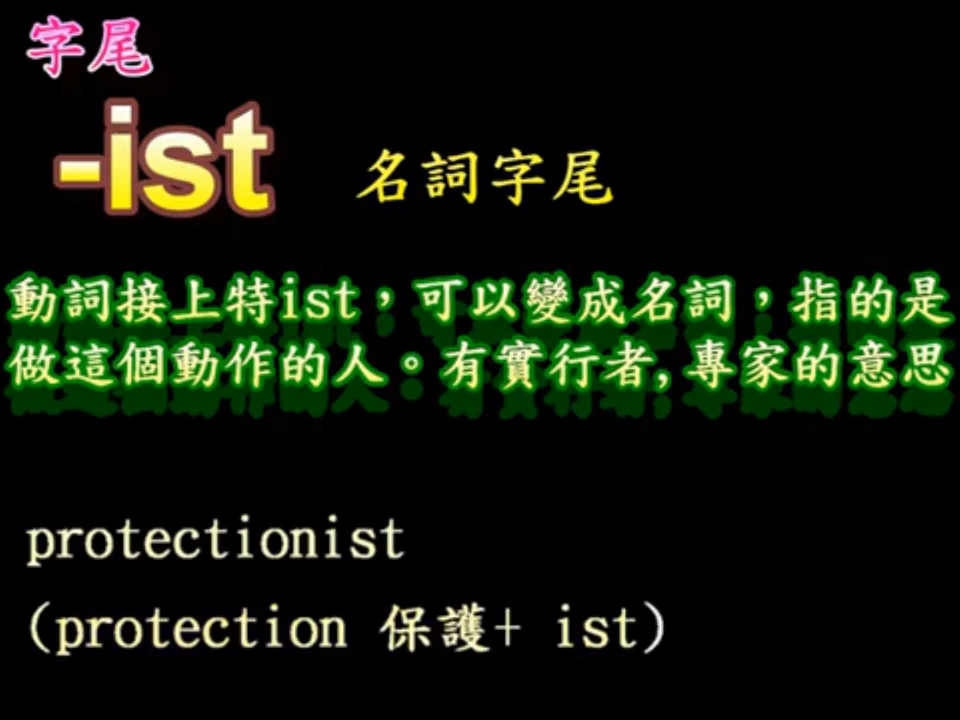 字尾
-ist 名詞字尾
動詞接上特ist，可以變成名詞，指的是
做這個動作的人。有實行者,專家的意思
protectionist
(protection 保護+ ist)